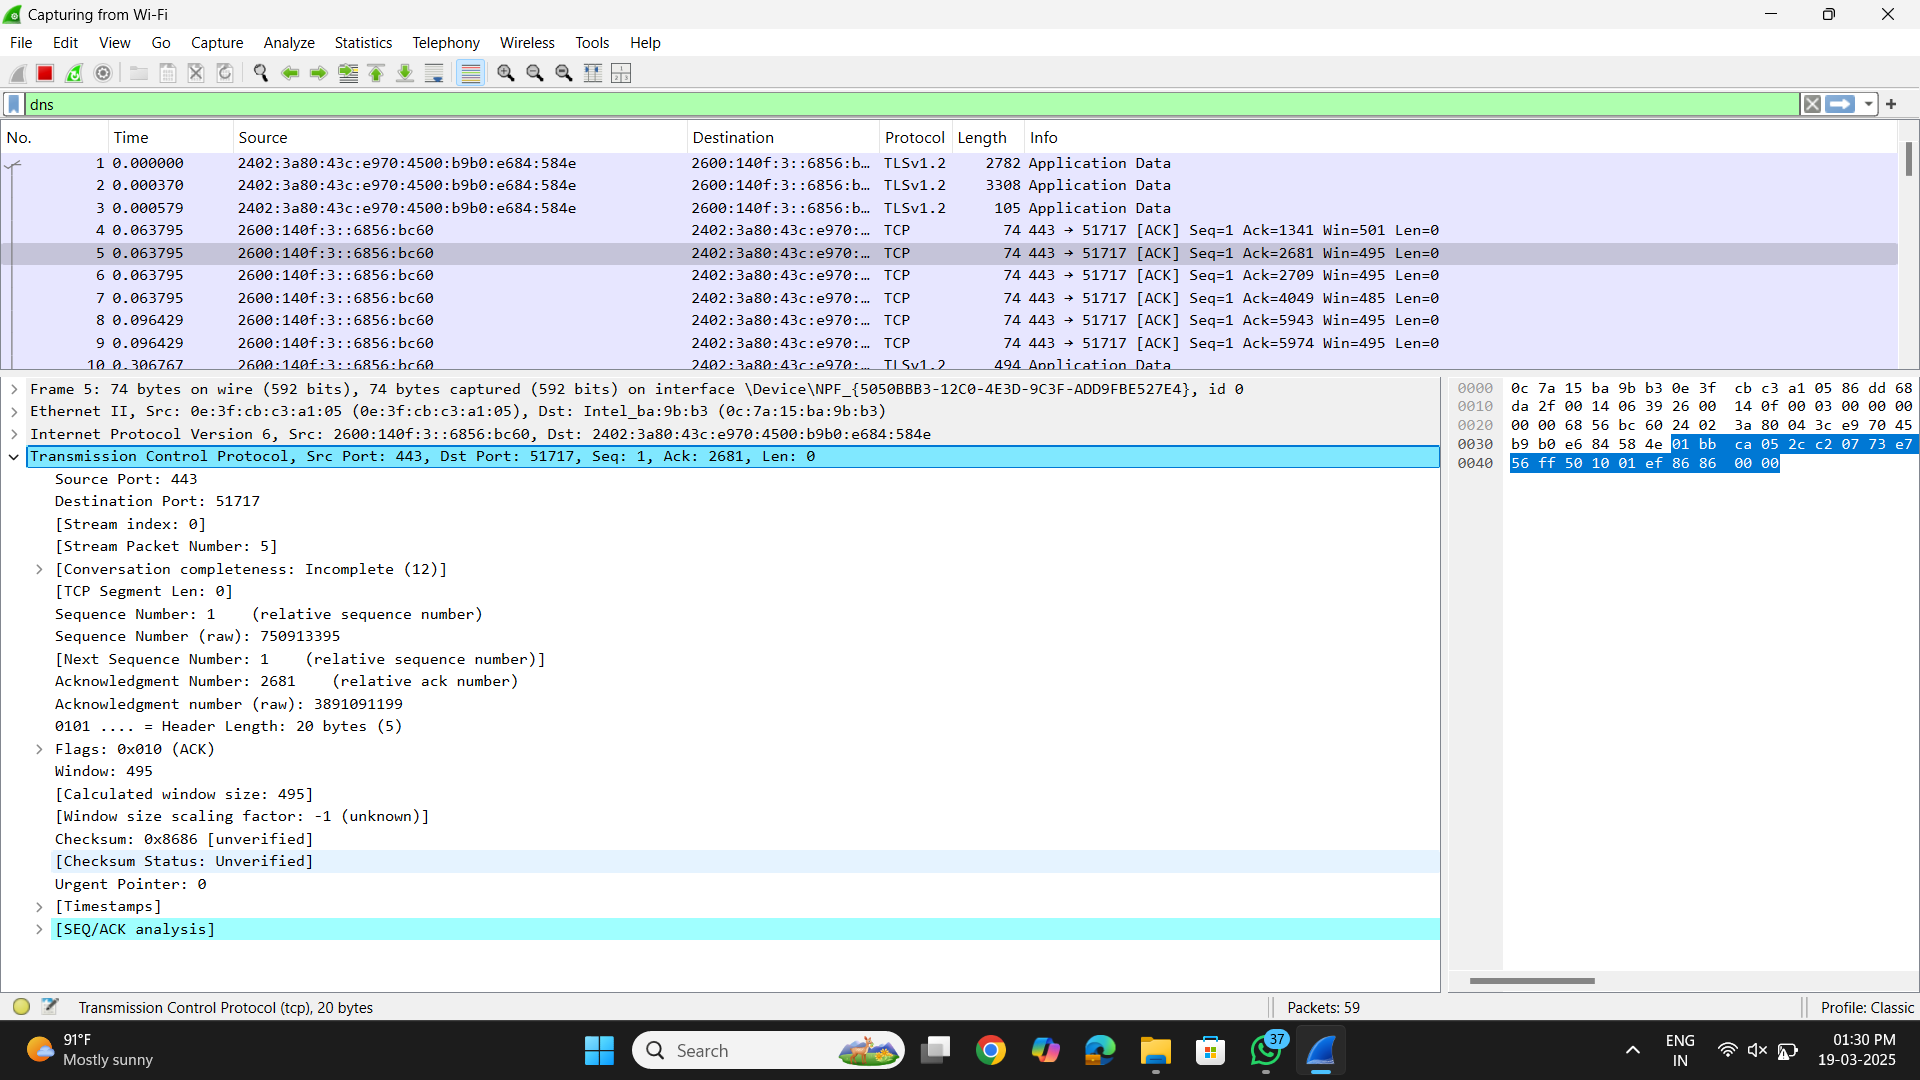 Capturing from Wi-Fi
File Edit View Go Capture Analyze Statistics Telephony Wireless Tools Help
dns
No. Time Source Destination Protocol Length Info
1 0.000000 2402:3a80:43c:e970:4500:b9b0:e684:584e 2600:140f:3::6856:b… TLSv1.2 2782 Application Data
2 0.000370 2402:3a80:43c:e970:4500:b9b0:e684:584e 2600:140f:3::6856:b… TLSv1.2 3308 Application Data
3 0.000579 2402:3a80:43c:e970:4500:b9b0:e684:584e 2600:140f:3::6856:b… TLSv1.2 105 Application Data
4 0.063795 2600:140f:3::6856:bc60 2402:3a80:43c:e970:… TCP 74 443 → 51717 [ACK] Seq=1 Ack=1341 Win=501 Len=0
5 0.063795 2600:140f:3::6856:bc60 2402:3a80:43c:e970:… TCP 74 443 → 51717 [ACK] Seq=1 Ack=2681 Win=495 Len=0
6 0.063795 2600:140f:3::6856:bc60 2402:3a80:43c:e970:… TCP 74 443 → 51717 [ACK] Seq=1 Ack=2709 Win=495 Len=0
7 0.063795 2600:140f:3::6856:bc60 2402:3a80:43c:e970:… TCP 74 443 → 51717 [ACK] Seq=1 Ack=4049 Win=485 Len=0
8 0.096429 2600:140f:3::6856:bc60 2402:3a80:43c:e970:… TCP 74 443 → 51717 [ACK] Seq=1 Ack=5943 Win=495 Len=0
9 0.096429 2600:140f:3::6856:bc60 2402:3a80:43c:e970:… TCP 74 443 → 51717 [ACK] Seq=1 Ack=5974 Win=495 Len=0
10 0.306767 2600:140f:3::6856:bc60 2402:3a80:43c:e970:… TLSv1.2 494 Application Data
Frame 5: 74 bytes on wire (592 bits), 74 bytes captured (592 bits) on interface \Device\NPF_{5050BBB3-12C0-4E3D-9C3F-ADD9FBE527E4}, id 0
Ethernet II, Src: 0e:3f:cb:c3:a1:05 (0e:3f:cb:c3:a1:05), Dst: Intel_ba:9b:b3 (0c:7a:15:ba:9b:b3)
Internet Protocol Version 6, Src: 2600:140f:3::6856:bc60, Dst: 2402:3a80:43c:e970:4500:b9b0:e684:584e
Transmission Control Protocol, Src Port: 443, Dst Port: 51717, Seq: 1, Ack: 2681, Len: 0
Source Port: 443
Destination Port: 51717
[Stream index: 0]
[Stream Packet Number: 5]
[Conversation completeness: Incomplete (12)]
[TCP Segment Len: 0]
Sequence Number: 1 (relative sequence number)
Sequence Number (raw): 750913395
[Next Sequence Number: 1 (relative sequence number)]
Acknowledgment Number: 2681 (relative ack number)
Acknowledgment number (raw): 3891091199
0101 .... = Header Length: 20 bytes (5)
Flags: 0x010 (ACK)
Window: 495
[Calculated window size: 495]
[Window size scaling factor: -1 (unknown)]
Checksum: 0x8686 [unverified]
[Checksum Status: Unverified]
Urgent Pointer: 0
[Timestamps]
[SEQ/ACK analysis]
0000 0c 7a 15 ba 9b b3 0e 3f cb c3 a1 05 86 dd 68
0010 da 2f 00 14 06 39 26 00 14 0f 00 03 00 00 00
0020 00 00 68 56 bc 60 24 02 3a 80 04 3c e9 70 45
0030 b9 b0 e6 84 58 4e 01 bb ca 05 2c c2 07 73 e7
0040 56 ff 50 10 01 ef 86 86 00 00
Transmission Control Protocol (tcp), 20 bytes
Packets: 59
Profile: Classic
91°F
Mostly sunny
Search
37
ENG
IN
01:30 PM
19-03-2025